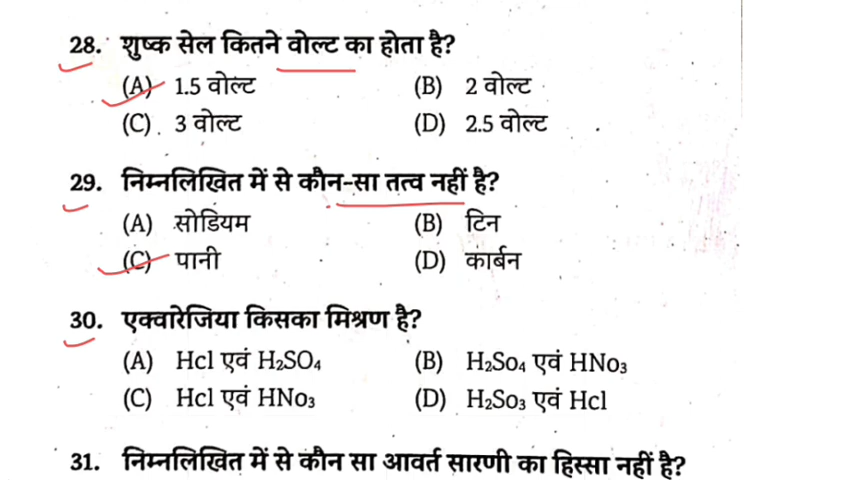 28. शुष्क सेल कितने वोल्ट का होता है?
(A) 1.5 वोल्ट (B) 2 वोल्ट
(C) 3 वोल्ट (D) 2.5 वोल्ट
29. निम्नलिखित में से कौन-सा तत्व नहीं है?
(A) सोडियम (B) टिन
(C) पानी (D) कार्बन
30. एक्वारेजिया किसका मिश्रण है?
(A) Hcl एवं H₂SO₄ (B) H₂So₄ एवं HNo₃
(C) Hcl एवं HNo₃ (D) H₂So₃ एवं Hcl
31. निम्नलिखित में से कौन सा आवर्त सारणी का हिस्सा नहीं है?